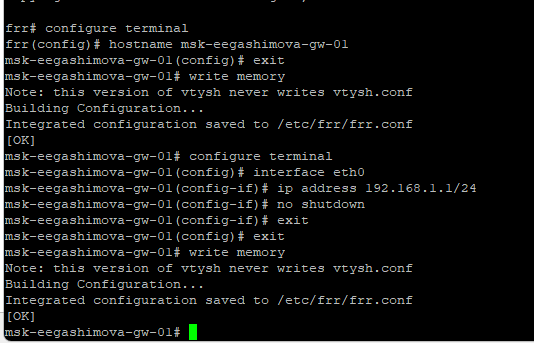 frr# configure terminal
frr(config)# hostname msk-eegashimova-gw-01
msk-eegashimova-gw-01(config)# exit
msk-eegashimova-gw-01# write memory
Note: this version of vtysh never writes vtysh.conf
Building Configuration...
Integrated configuration saved to /etc/frr/frr.conf
[OK]
msk-eegashimova-gw-01# configure terminal
msk-eegashimova-gw-01(config)# interface eth0
msk-eegashimova-gw-01(config-if)# ip address 192.168.1.1/24
msk-eegashimova-gw-01(config-if)# no shutdown
msk-eegashimova-gw-01(config-if)# exit
msk-eegashimova-gw-01(config)# exit
msk-eegashimova-gw-01# write memory
Note: this version of vtysh never writes vtysh.conf
Building Configuration...
Integrated configuration saved to /etc/frr/frr.conf
[OK]
msk-eegashimova-gw-01#